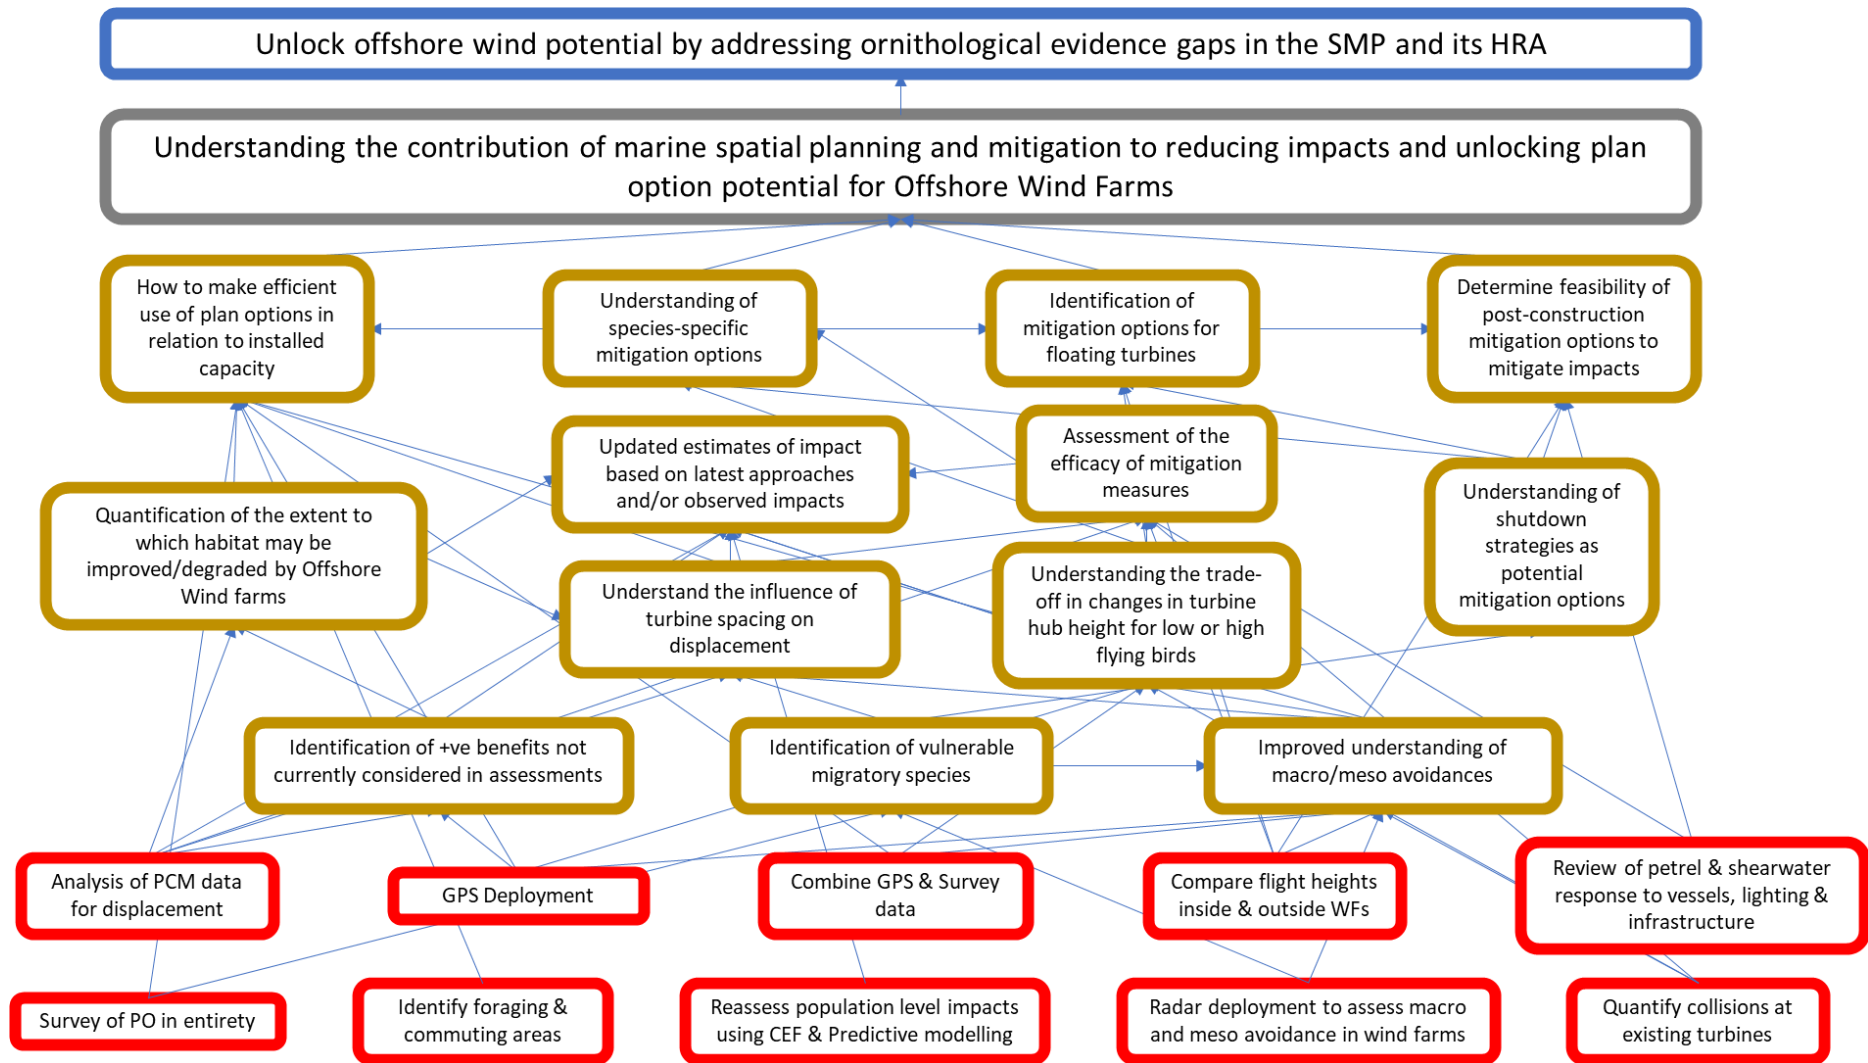 Unlock offshore wind potential by addressing ornithological evidence gaps in the SMP and its HRA
Understanding the contribution of marine spatial planning and mitigation to reducing impacts and unlocking plan
option potential for Offshore Wind Farms
How to make efficient
use of plan options in
relation to installed
capacity
Understanding of
species-specific
mitigation options
Identification of
mitigation options for
floating turbines
Determine feasibility of
post-construction
mitigation options to
mitigate impacts
Updated estimates of impact
based on latest approaches
and/or observed impacts
Assessment of the
efficacy of mitigation
measures
Quantification of the extent to
which habitat may be
improved/degraded by Offshore
Wind farms
Understand the influence of
turbine spacing on
displacement
Understanding the trade-
off in changes in turbine
hub height for low or high
flying birds
Understanding of
shutdown
strategies as
potential
mitigation options
Identification of +ve benefits not
currently considered in assessments
Identification of vulnerable
migratory species
Improved understanding of
macro/meso avoidances
Analysis of PCM data
for displacement
GPS Deployment
Combine GPS & Survey
data
Compare flight heights
inside & outside WFs
Review of petrel & shearwater
response to vessels, lighting &
infrastructure
Survey of PO in entirety
Identify foraging &
commuting areas
Reassess population level impacts
using CEF & Predictive modelling
Radar deployment to assess macro
and meso avoidance in wind farms
Quantify collisions at
existing turbines